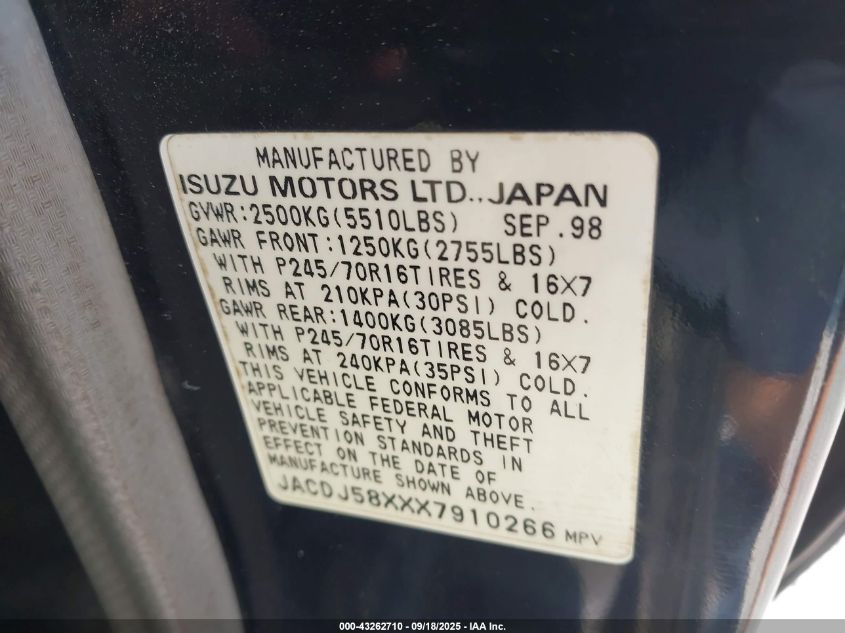 MANUFACTURED BY
ISUZU MOTORS LTD., JAPAN
GVWR:2500KG(5510LBS) SEP.98
GAWR FRONT:1250KG(2755LBS)
WITH P245/70R16TIRES & 16X7
RIMS AT 210KPA(30PSI) COLD.
GAWR REAR:1400KG(3085LBS)
WITH P245/70R16TIRES & 16X7
RIMS AT 240KPA(35PSI) COLD.
THIS VEHICLE CONFORMS TO ALL
APPLICABLE FEDERAL MOTOR
VEHICLE SAFETY AND THEFT
PREVENTION STANDARDS IN
EFFECT ON THE DATE OF
MANUFACTURE SHOWN ABOVE.
JACDJ58XXX7910266 MPV
000-43262710 - 09/18/2025 - IAA Inc.